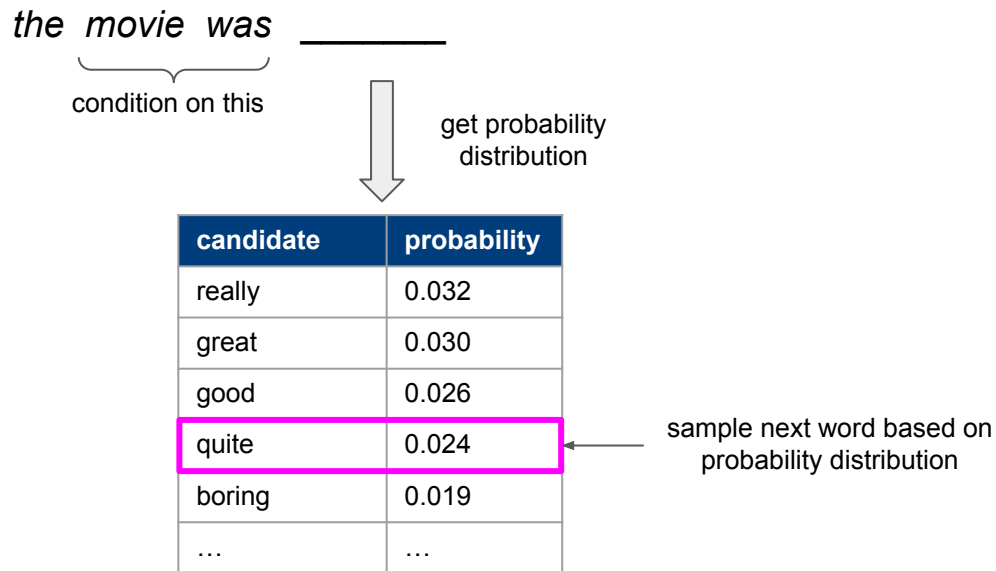 the movie was _______
condition on this
get probability
distribution
candidate probability
really 0.032
great 0.030
good 0.026
quite 0.024
sample next word based on
probability distribution
boring 0.019
… …